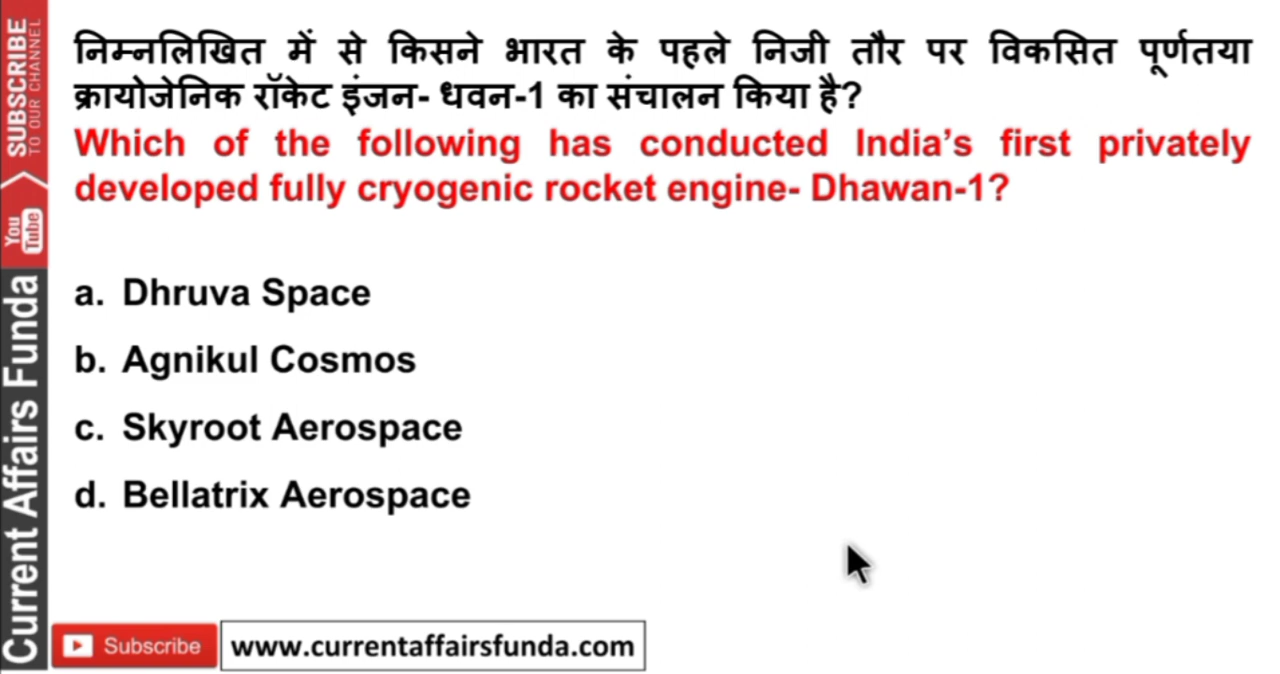 निम्नलिखित में से किसने भारत के पहले निजी तौर पर विकसित पूर्णतया
क्रायोजेनिक रॉकेट इंजन- धवन-1 का संचालन किया है?
Which of the following has conducted India’s first privately
developed fully cryogenic rocket engine- Dhawan-1?
a. Dhruva Space
b. Agnikul Cosmos
c. Skyroot Aerospace
d. Bellatrix Aerospace
Subscribe
www.currentaffairsfunda.com
SUBSCRIBE
TO OUR CHANNEL
You
Tube
Current Affairs Funda